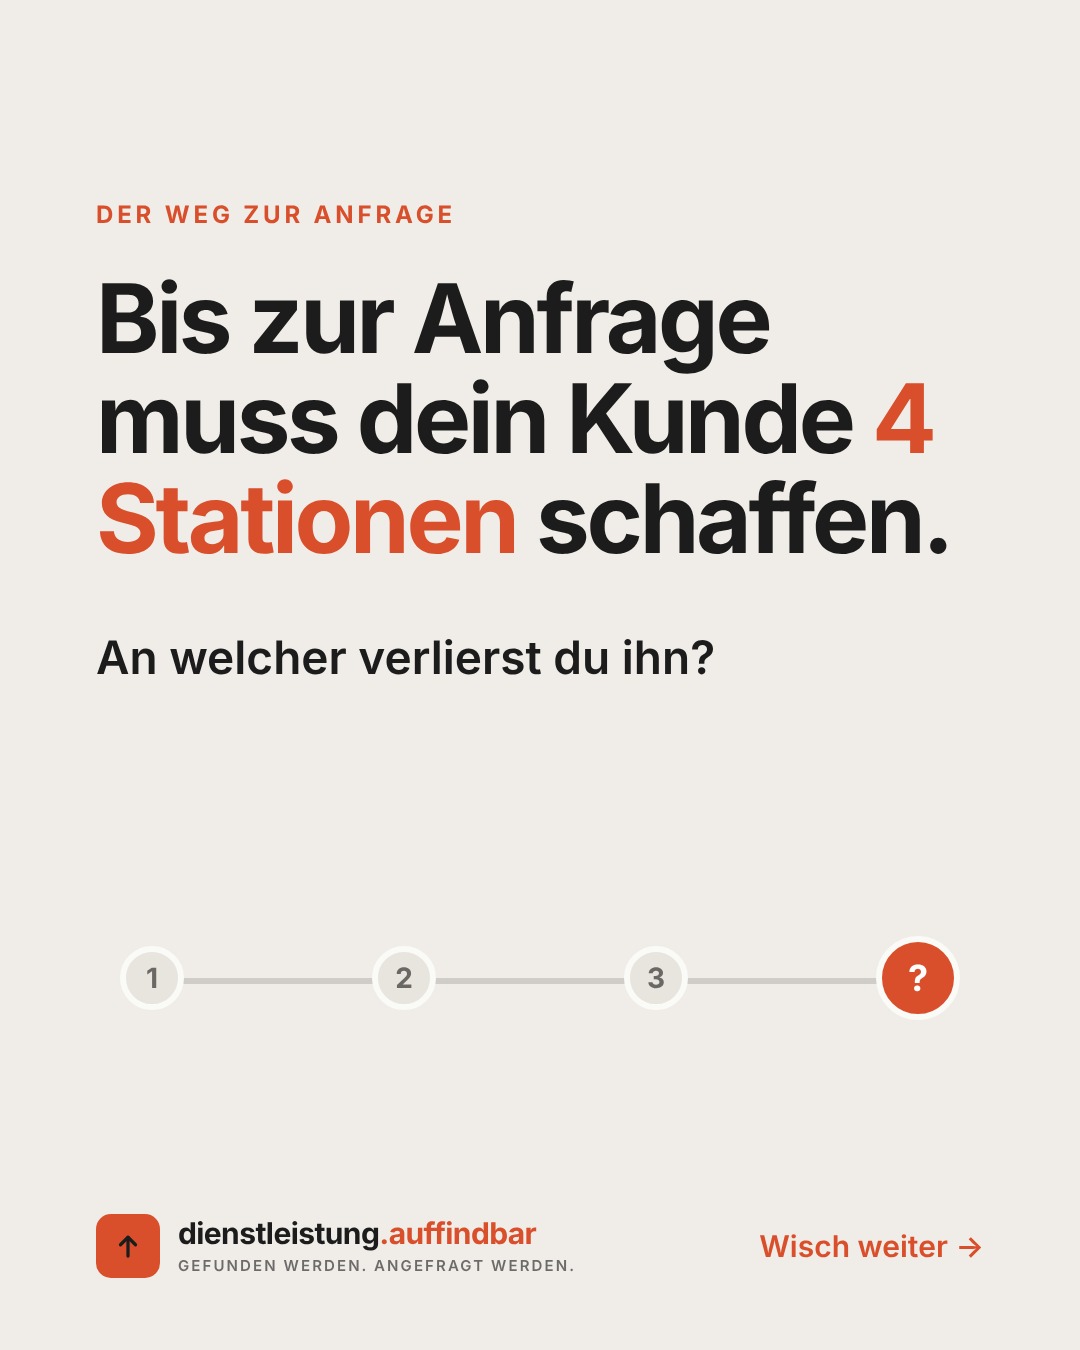 DER WEG ZUR ANFRAGE
Bis zur Anfrage
muss dein Kunde 4
Stationen schaffen.
An welcher verlierst du ihn?
1 2 3 ?
dienstleistung.auffindbar
GEFUNDEN WERDEN. ANGEFRAGT WERDEN.
Wisch weiter →